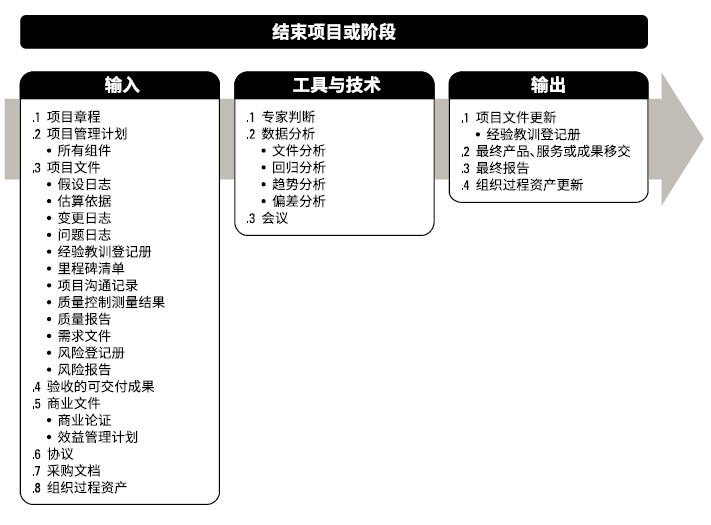 结束项目或阶段
输入
.1 项目章程
.2 项目管理计划
• 所有组件
.3 项目文件
• 假设日志
• 估算依据
• 变更日志
• 问题日志
• 经验教训登记册
• 里程碑清单
• 项目沟通记录
• 质量控制测量结果
• 质量报告
• 需求文件
• 风险登记册
• 风险报告
.4 验收的可交付成果
.5 商业文件
• 商业论证
• 效益管理计划
.6 协议
.7 采购文档
.8 组织过程资产
工具与技术
.1 专家判断
.2 数据分析
• 文件分析
• 回归分析
• 趋势分析
• 偏差分析
.3 会议
输出
.1 项目文件更新
• 经验教训登记册
.2 最终产品、服务或成果移交
.3 最终报告
.4 组织过程资产更新